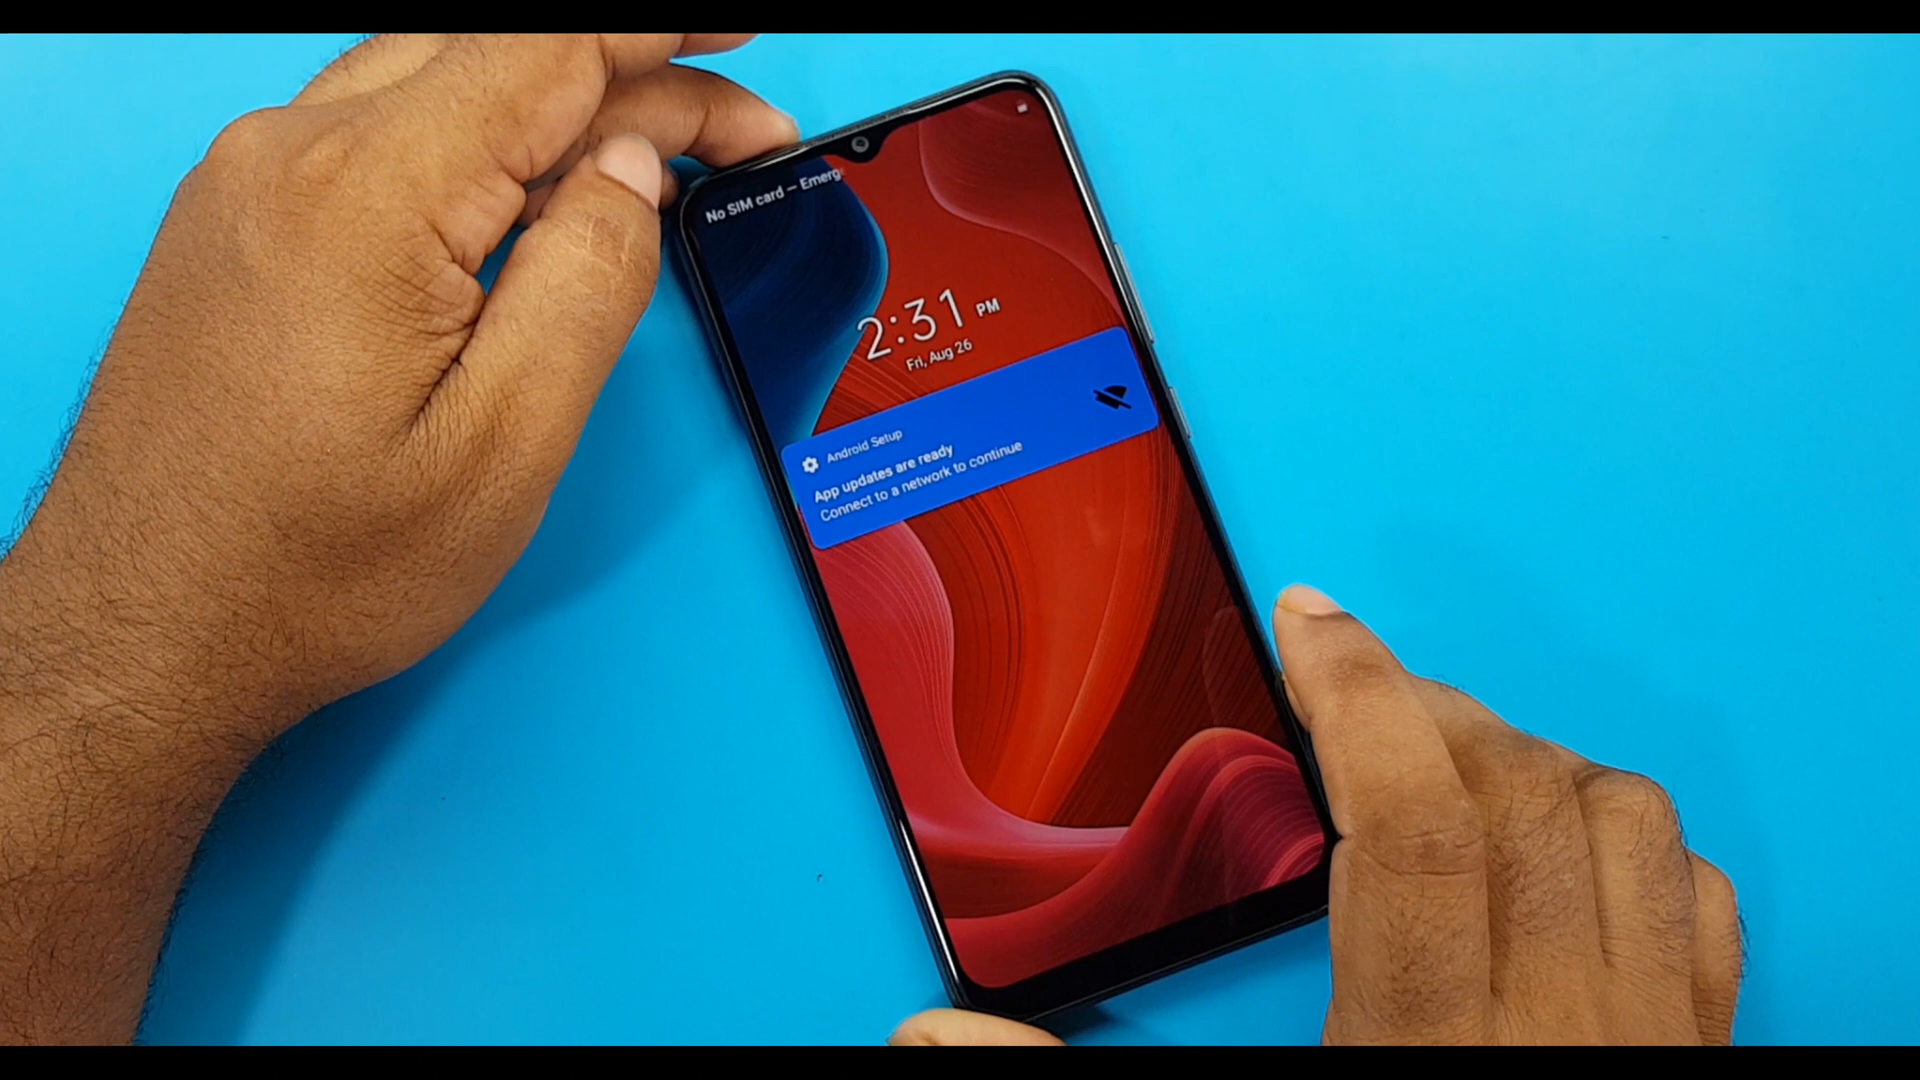 No SIM card — Emerg
2:31 PM
Fri, Aug 26
Android Setup
App updates are ready
Connect to a network to continue